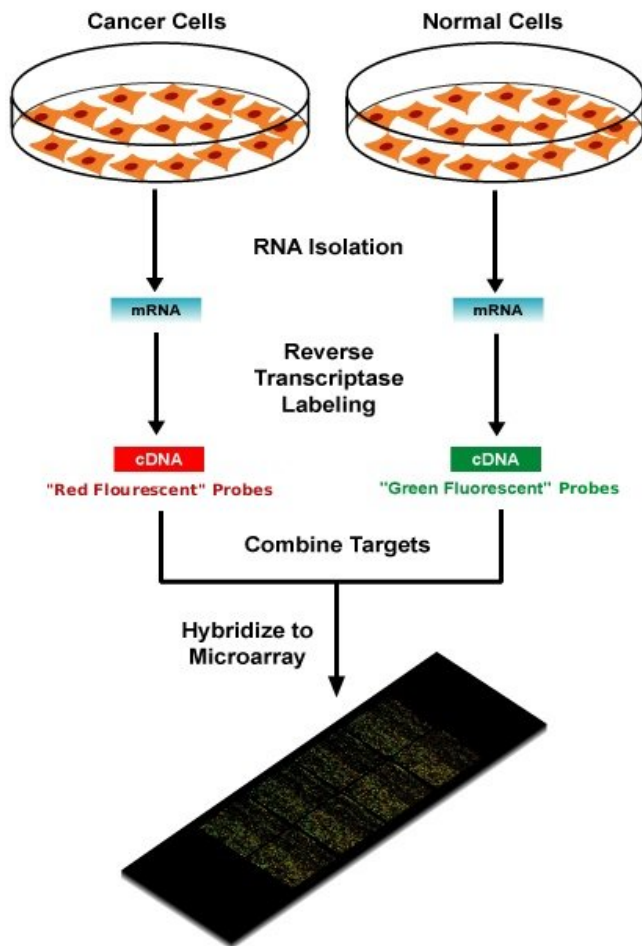 Cancer Cells
Normal Cells
RNA Isolation
mRNA
mRNA
Reverse
Transcriptase
Labeling
cDNA
cDNA
"Red Flourescent" Probes
"Green Fluorescent" Probes
Combine Targets
Hybridize to
Microarray